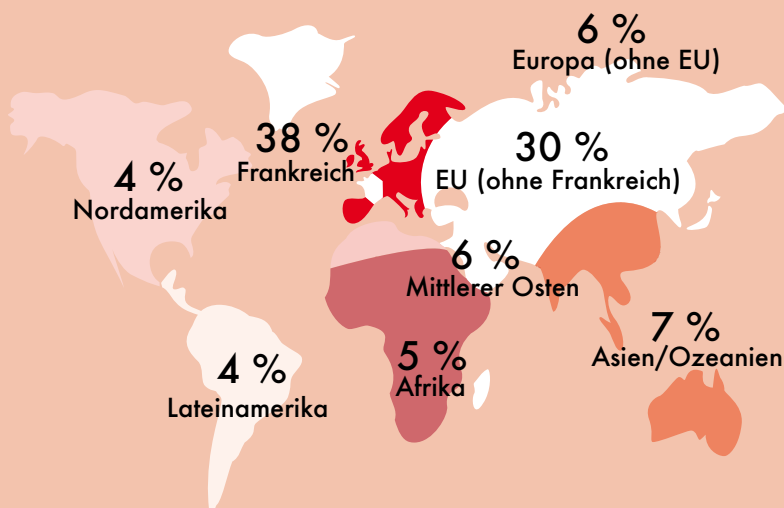 6 %
Europa (ohne EU)
38 %
Frankreich
30 %
EU (ohne Frankreich)
4 %
Nordamerika
6 %
Mittlerer Osten
7 %
Asien/Ozeanien
5 %
Afrika
4 %
Lateinamerika